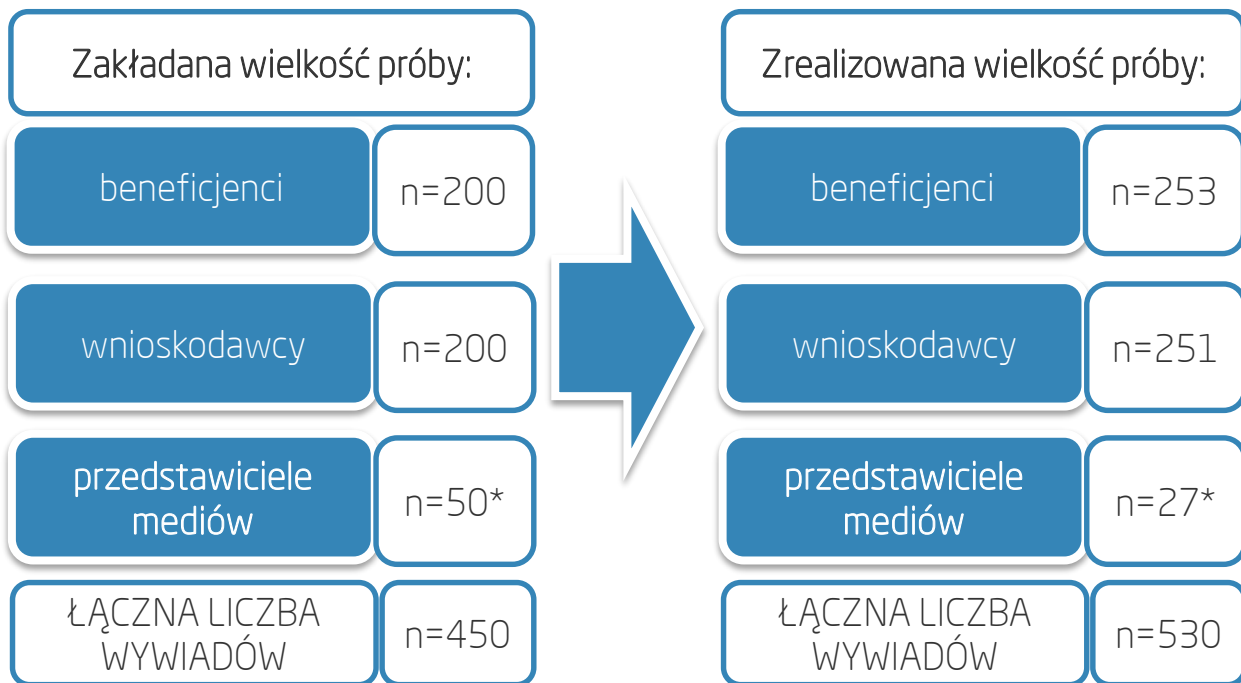 Zakładana wielkość próby:
beneficjenci
n=200
wnioskodawcy
n=200
przedstawiciele
mediów
n=50*
ŁĄCZNA LICZBA
WYWIADÓW
n=450
Zrealizowana wielkość próby:
beneficjenci
n=253
wnioskodawcy
n=251
przedstawiciele
mediów
n=27*
ŁĄCZNA LICZBA
WYWIADÓW
n=530